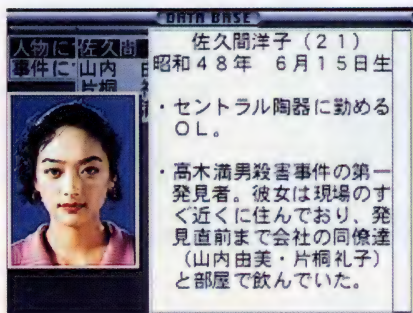 DATA BASE
人物に 佐久間
事件に 山内 由
片桐 礼
佐久間洋子（21）
昭和48年 6月15日生
・セントラル陶器に勤める
OL。
・高木満男殺害事件の第一
発見者。彼女は現場のす
ぐ近くに住んでおり、発
見直前まで会社の同僚達
（山内由美・片桐礼子）
と部屋で飲んでいた。